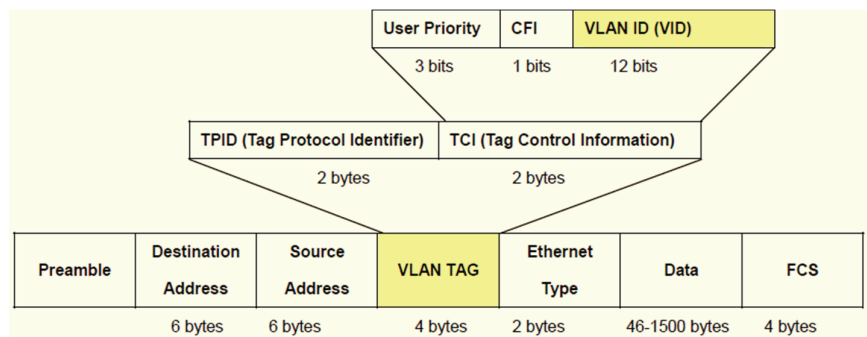 User Priority CFI VLAN ID (VID)
3 bits 1 bits 12 bits
TPID (Tag Protocol Identifier) TCI (Tag Control Information)
2 bytes 2 bytes
Preamble Destination Address Source Address VLAN TAG Ethernet Type Data FCS
6 bytes 6 bytes 4 bytes 2 bytes 46-1500 bytes 4 bytes